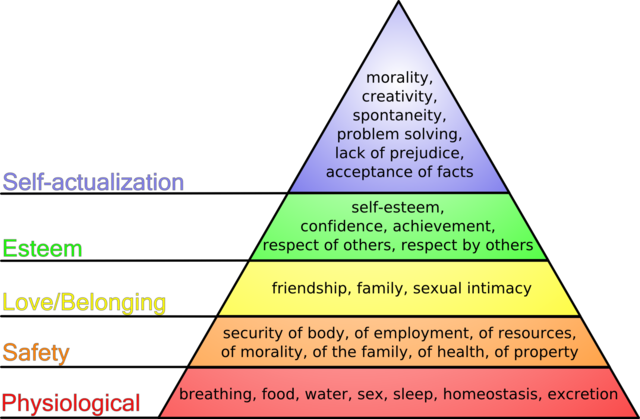 morality,
creativity,
spontaneity,
problem solving,
lack of prejudice,
acceptance of facts
Self-actualization
self-esteem,
confidence, achievement,
respect of others, respect by others
Esteem
friendship, family, sexual intimacy
Love/Belonging
security of body, of employment, of resources,
of morality, of the family, of health, of property
Safety
breathing, food, water, sex, sleep, homeostasis, excretion
Physiological